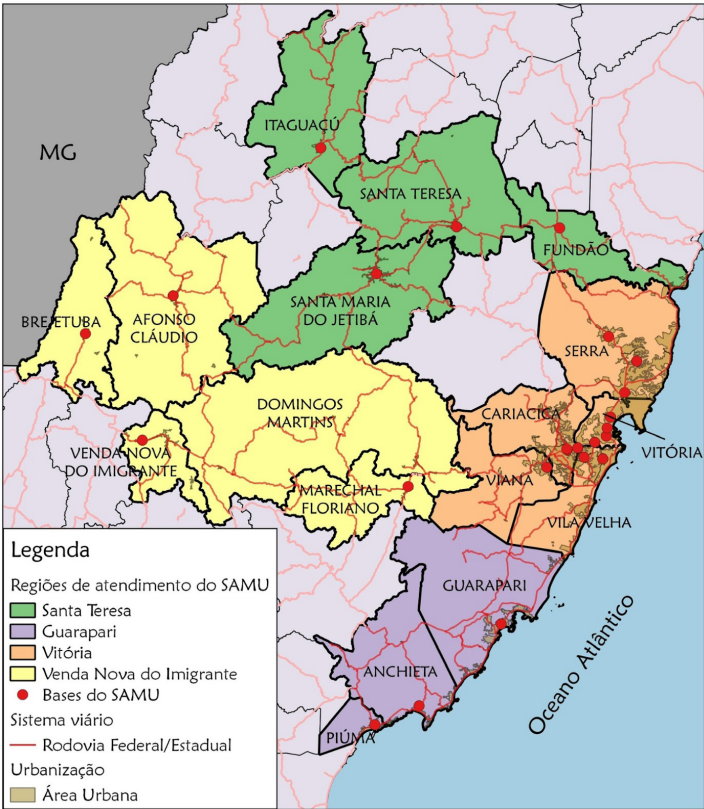 MG
ITAGUAÇÚ
SANTA TERESA
FUNDÃO
SANTA MARIA
DO JETIBÁ
BREJETUBA
AFONSO
CLÁUDIO
SERRA
DOMINGOS
MARTINS
CARIACICA
VITÓRIA
VENDA NOVA
DO IMIGRANTE
VIANA
MARECHAL
FLORIANO
VILA VELHA
GUARAPARI
ANCHIETA
PIÚMA
Oceano Atlântico
Legenda
Regiões de atendimento do SAMU
Santa Teresa
Guarapari
Vitória
Venda Nova do Imigrante
Bases do SAMU
Sistema viário
Rodovia Federal/Estadual
Urbanização
Área Urbana